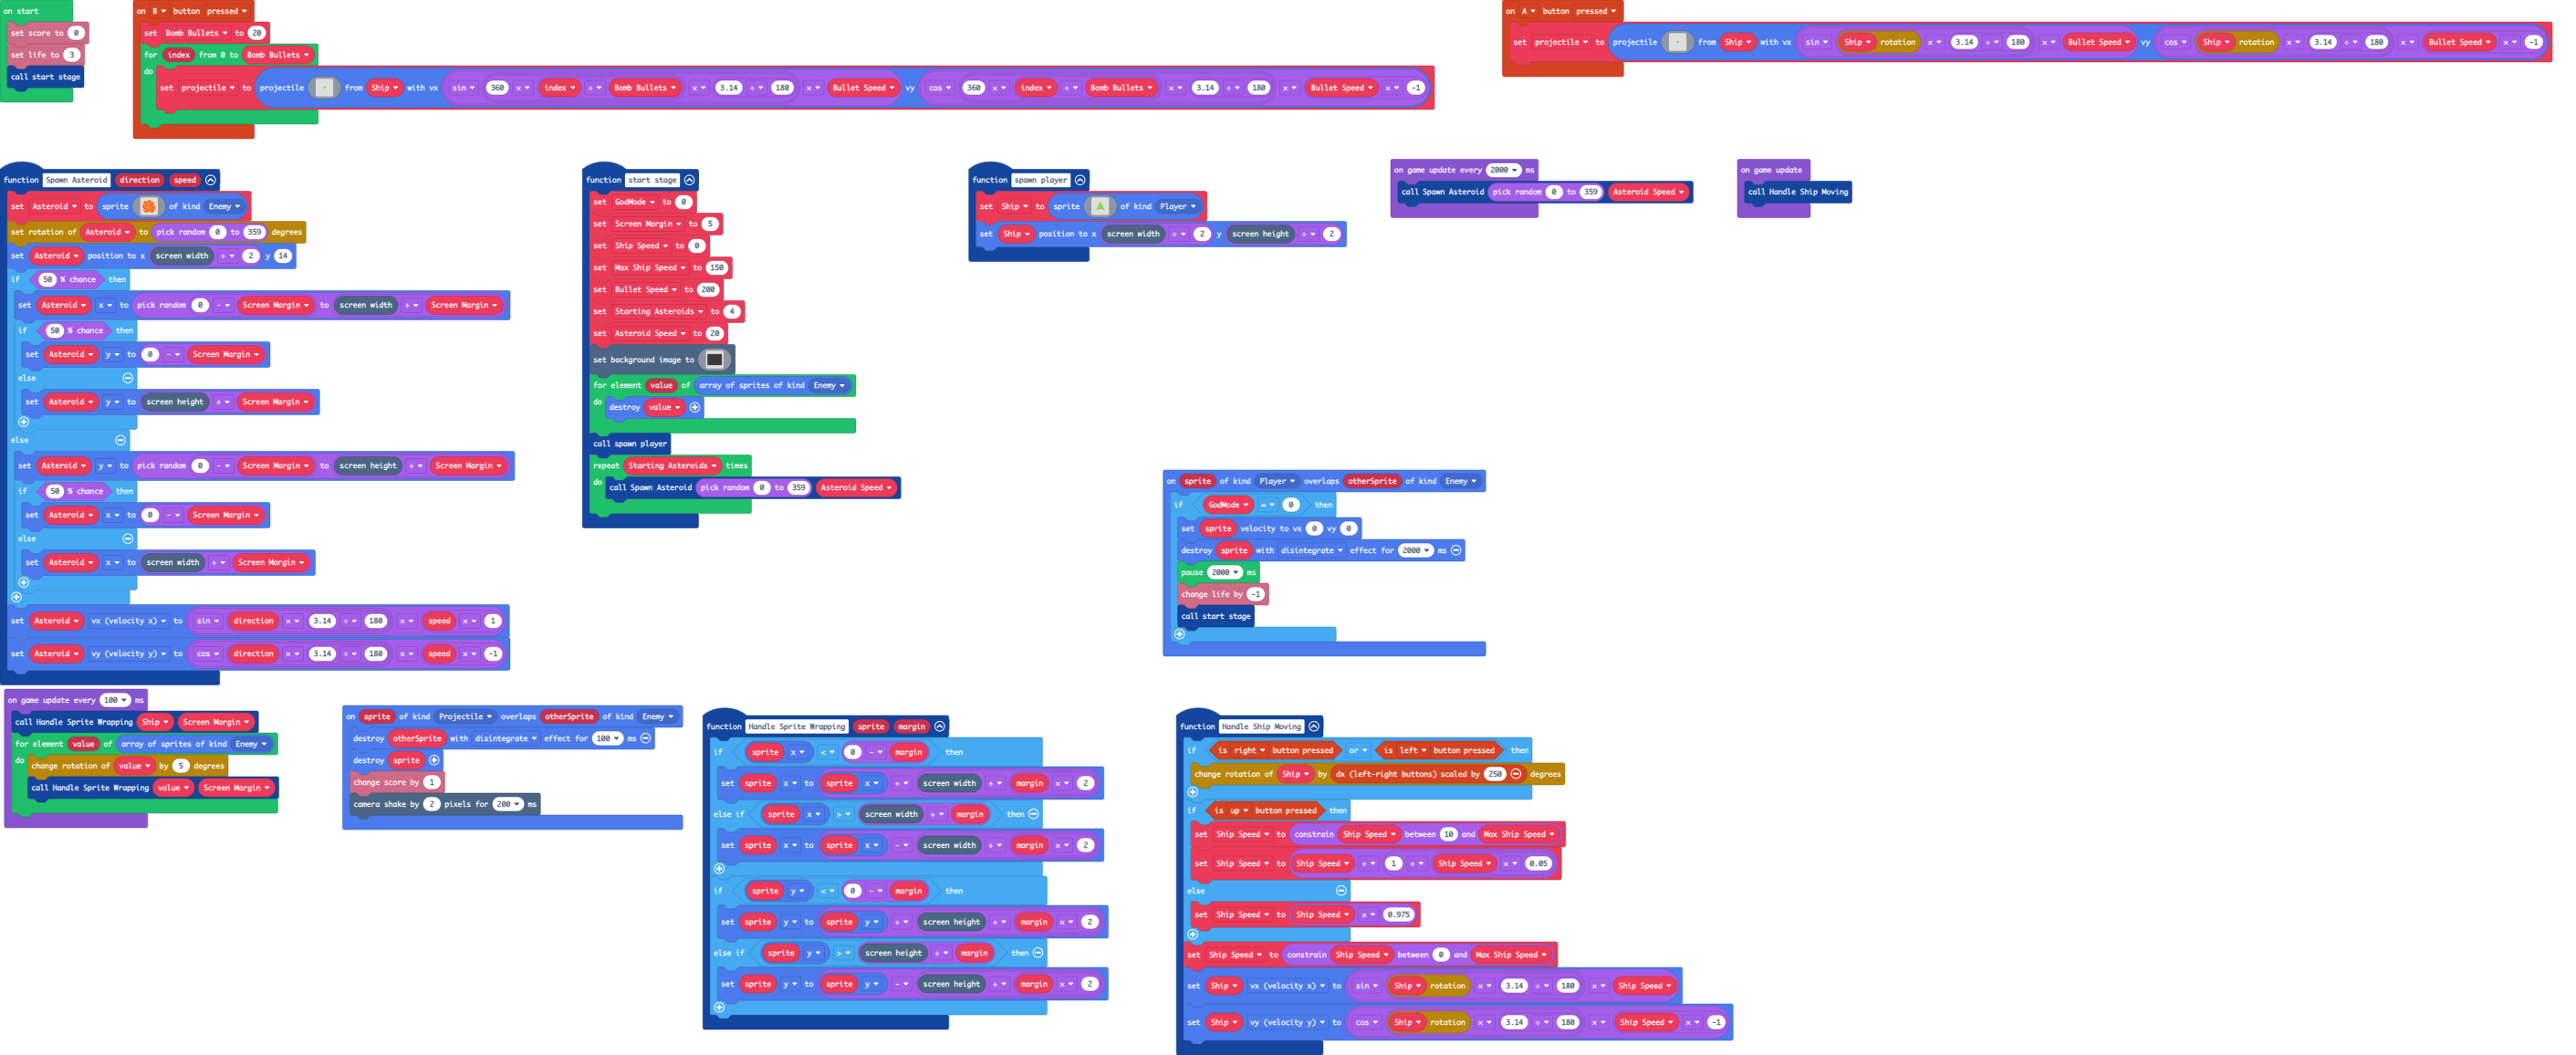 on start
set score to 0
set life to 3
call start stage
on B button pressed
set Bomb Bullets to 20
for index from 0 to Bomb Bullets
do
set projectile to projectile from Ship with vx sin 360 × index ÷ Bomb Bullets × 3.14 ÷ 180 × Bullet Speed vy cos 360 × index ÷ Bomb Bullets × 3.14 ÷ 180 × Bullet Speed × -1
on A button pressed
set projectile to projectile from Ship with vx sin Ship rotation × 3.14 ÷ 180 × Bullet Speed vy cos Ship rotation × 3.14 ÷ 180 × Bullet Speed × -1
function Spawn Asteroid direction speed
set Asteroid to sprite of kind Enemy
set rotation of Asteroid to pick random 0 to 359 degrees
set Asteroid position to x screen width ÷ 2 y 14
if 50 % chance then
set Asteroid x to pick random 0 - Screen Margin to screen width + Screen Margin
if 50 % chance then
set Asteroid y to 0 - Screen Margin
else
set Asteroid y to screen height + Screen Margin
else
set Asteroid y to pick random 0 - Screen Margin to screen height + Screen Margin
if 50 % chance then
set Asteroid x to 0 - Screen Margin
else
set Asteroid x to screen width + Screen Margin
set Asteroid vx (velocity x) to sin direction × 3.14 ÷ 180 × speed × 1
set Asteroid vy (velocity y) to cos direction × 3.14 ÷ 180 × speed × -1
function start stage
set GodMode to 0
set Screen Margin to 5
set Ship Speed to 0
set Max Ship Speed to 150
set Bullet Speed to 200
set Starting Asteroids to 4
set Asteroid Speed to 20
set background image to
for element value of array of sprites of kind Enemy
do
destroy value
call spawn player
repeat Starting Asteroids times
do
call Spawn Asteroid pick random 0 to 359 Asteroid Speed
function spawn player
set Ship to sprite of kind Player
set Ship position to x screen width ÷ 2 y screen height ÷ 2
on game update every 2000 ms
call Spawn Asteroid pick random 0 to 359 Asteroid Speed
on game update
call Handle Ship Moving
on sprite of kind Player overlaps otherSprite of kind Enemy
if GodMode = 0 then
set sprite velocity to vx 0 vy 0
destroy sprite with disintegrate effect for 2000 ms
pause 2000 ms
change life by -1
call start stage
on game update every 100 ms
call Handle Sprite Wrapping Ship Screen Margin
for element value of array of sprites of kind Enemy
do
change rotation of value by 5 degrees
call Handle Sprite Wrapping value Screen Margin
on sprite of kind Projectile overlaps otherSprite of kind Enemy
destroy otherSprite with disintegrate effect for 100 ms
destroy sprite
change score by 1
camera shake by 2 pixels for 200 ms
function Handle Sprite Wrapping sprite margin
if sprite x < 0 - margin then
set sprite x to sprite x + screen width + margin × 2
else if sprite x > screen width + margin then
set sprite x to sprite x - screen width + margin × 2
if sprite y < 0 - margin then
set sprite y to sprite y + screen height + margin × 2
else if sprite y > screen height + margin then
set sprite y to sprite y - screen height + margin × 2
function Handle Ship Moving
if is right button pressed or is left button pressed then
change rotation of Ship by dx (left-right buttons) scaled by 250 degrees
if is up button pressed then
set Ship Speed to constrain Ship Speed between 10 and Max Ship Speed
set Ship Speed to Ship Speed + 1 + Ship Speed × 0.05
else
set Ship Speed to Ship Speed × 0.975
set Ship Speed to constrain Ship Speed between 0 and Max Ship Speed
set Ship vx (velocity x) to sin Ship rotation × 3.14 ÷ 180 × Ship Speed
set Ship vy (velocity y) to cos Ship rotation × 3.14 ÷ 180 × Ship Speed × -1